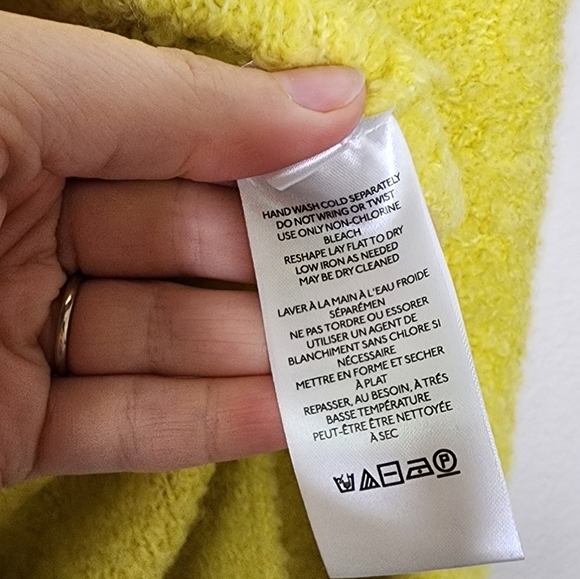 HAND WASH COLD SEPARATELY
DO NOT WRING OR TWIST
USE ONLY NON-CHLORINE
BLEACH
RESHAPE LAY FLAT TO DRY
LOW IRON AS NEEDED
MAY BE DRY CLEANED
LAVER À LA MAIN À L'EAU FROIDE
SÉPARÉMEN
NE PAS TORDRE OU ESSORER
UTILISER UN AGENT DE
BLANCHIMENT SANS CHLORE SI
NÉCESSAIRE
METTRE EN FORME ET SECHER
À PLAT
REPASSER, AU BESOIN, À TRÉS
BASSE TEMPÉRATURE
PEUT-ÊTRE ÊTRE NETTOYÉE
À SEC
P